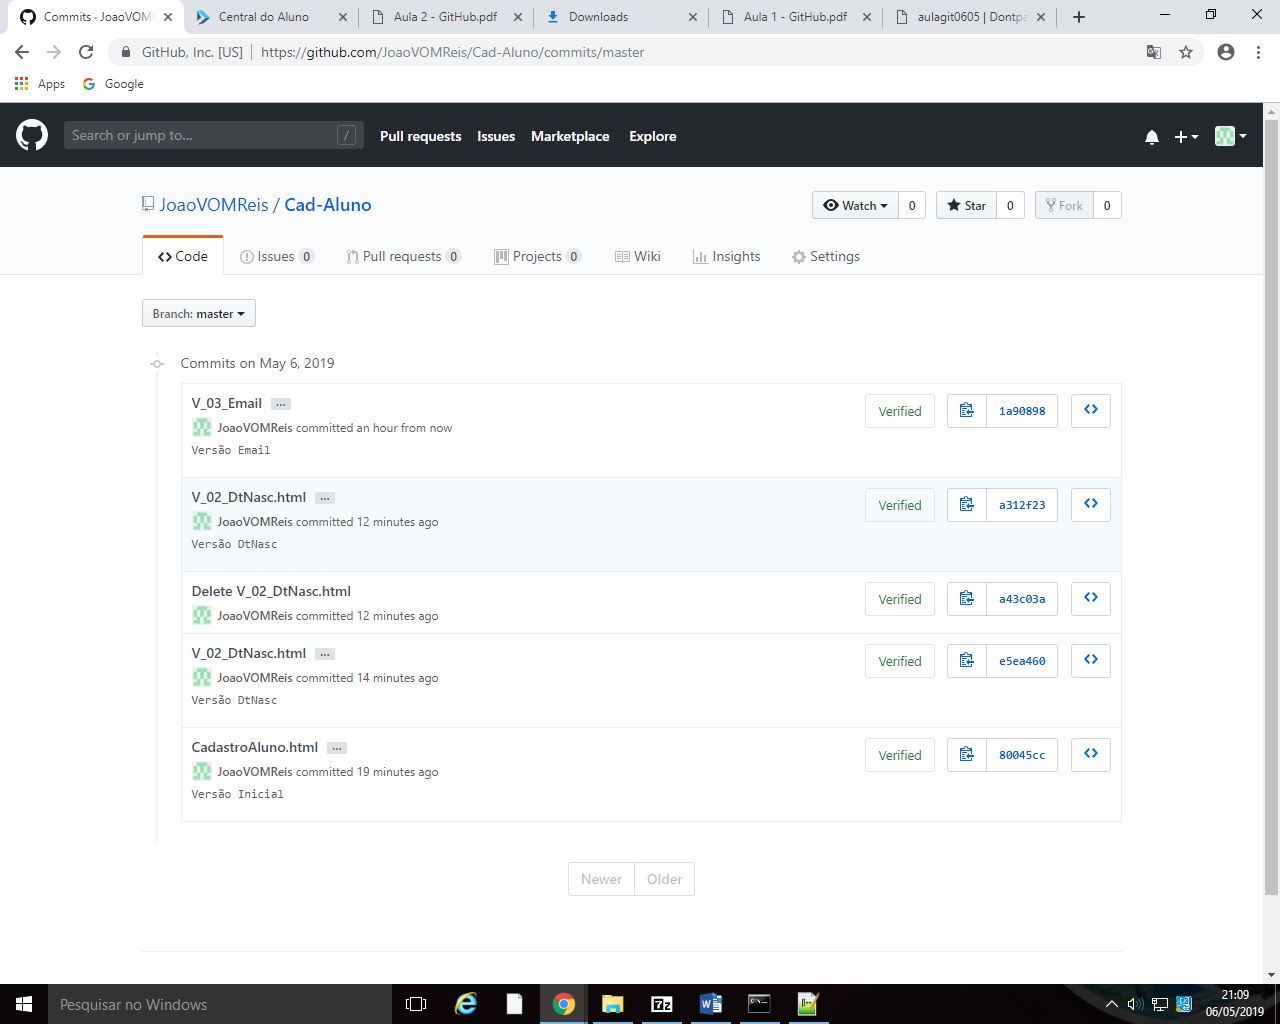 Commits · JoaoVOMR
Central do Aluno
Aula 2 - GitHub.pdf
Downloads
Aula 1 - GitHub.pdf
aulagit0605 | Dontpa
GitHub, Inc. [US] | https://github.com/JoaoVOMReis/Cad-Aluno/commits/master
Apps
Google
Search or jump to...
/
Pull requests
Issues
Marketplace
Explore
JoaoVOMReis / Cad-Aluno
Watch
0
Star
0
Fork
0
Code
Issues 0
Pull requests 0
Projects 0
Wiki
Insights
Settings
Branch: master
Commits on May 6, 2019
V_03_Email ...
Verified
1a90898
JoaoVOMReis committed an hour from now
Versão Email
V_02_DtNasc.html ...
Verified
a312f23
JoaoVOMReis committed 12 minutes ago
Versão DtNasc
Delete V_02_DtNasc.html
Verified
a43c03a
JoaoVOMReis committed 12 minutes ago
V_02_DtNasc.html ...
Verified
e5ea460
JoaoVOMReis committed 14 minutes ago
Versão DtNasc
CadastroAluno.html ...
Verified
80045cc
JoaoVOMReis committed 19 minutes ago
Versão Inicial
Newer
Older
Pesquisar no Windows
7z
21:09
06/05/2019